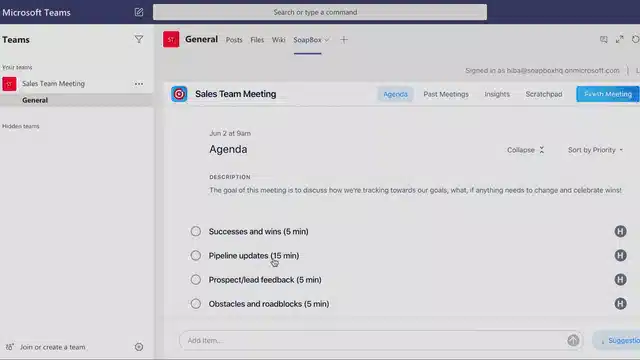 Microsoft Teams
Search or type a command
Teams
ST
General
Posts
Files
Wiki
SoapBox
Your teams
Signed in as hiba@soapboxhq.onmicrosoft.com
ST
Sales Team Meeting
General
Sales Team Meeting
Agenda
Past Meetings
Insights
Scratchpad
Meeting
Hidden teams
Jun 2 at 9am
Agenda
Collapse
Sort by Priority
DESCRIPTION
The goal of this meeting is to discuss how we're tracking towards our goals, what, if anything needs to change and celebrate wins!
Successes and wins (5 min)
H
Pipeline updates (15 min)
H
Prospect/lead feedback (5 min)
H
Obstacles and roadblocks (5 min)
H
Add item...
Suggestio
Join or create a team